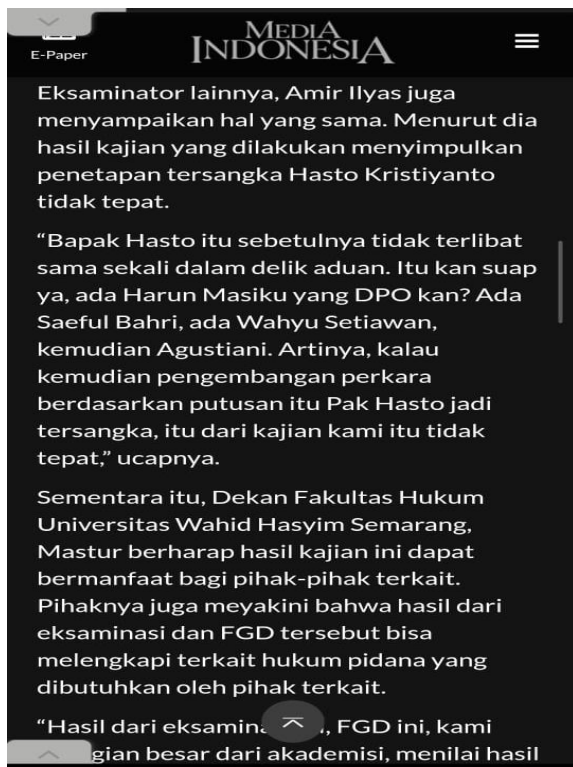 E-Paper
MEDIA
INDONESIA
Eksaminator lainnya, Amir Ilyas juga
menyampaikan hal yang sama. Menurut dia
hasil kajian yang dilakukan menyimpulkan
penetapan tersangka Hasto Kristiyanto
tidak tepat.
“Bapak Hasto itu sebetulnya tidak terlibat
sama sekali dalam delik aduan. Itu kan suap
ya, ada Harun Masiku yang DPO kan? Ada
Saeful Bahri, ada Wahyu Setiawan,
kemudian Agustiani. Artinya, kalau
kemudian pengembangan perkara
berdasarkan putusan itu Pak Hasto jadi
tersangka, itu dari kajian kami itu tidak
tepat,” ucapnya.
Sementara itu, Dekan Fakultas Hukum
Universitas Wahid Hasyim Semarang,
Mastur berharap hasil kajian ini dapat
bermanfaat bagi pihak-pihak terkait.
Pihaknya juga meyakini bahwa hasil dari
eksaminasi dan FGD tersebut bisa
melengkapi terkait hukum pidana yang
dibutuhkan oleh pihak terkait.
“Hasil dari FGD ini, kami
besar dari akademisi, menilai hasil